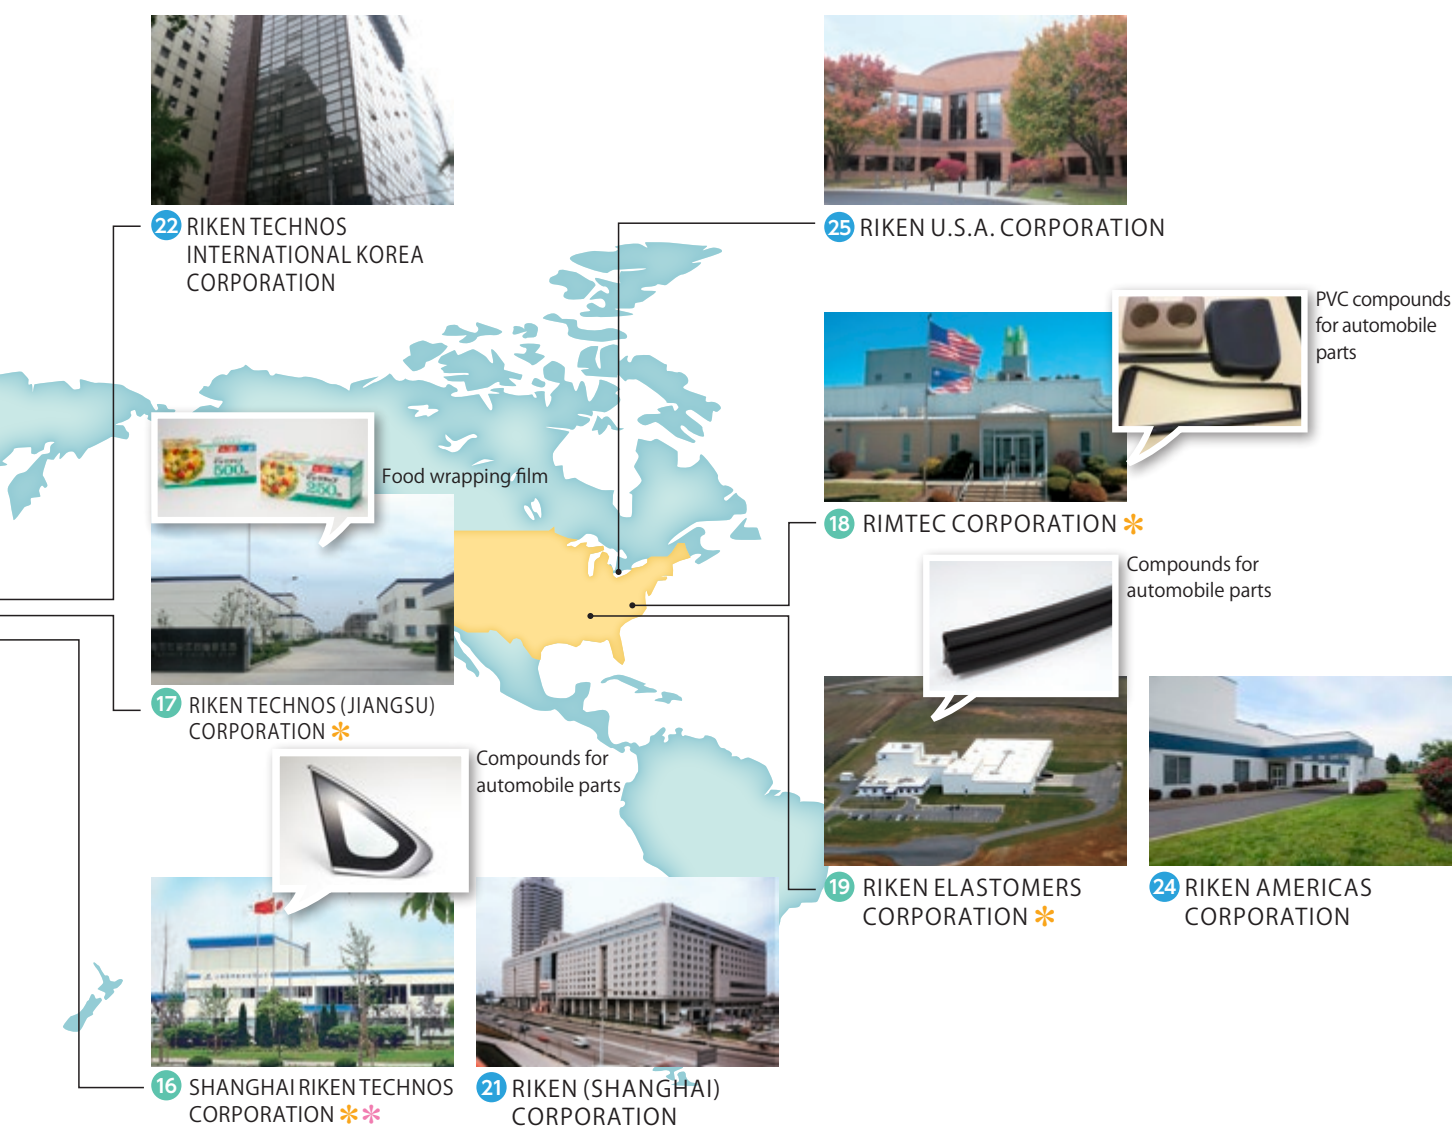 22 RIKEN TECHNOS
INTERNATIONAL KOREA
CORPORATION
25 RIKEN U.S.A. CORPORATION
PVC compounds
for automobile
parts
500
250
Food wrapping film
18 RIMTEC CORPORATION *
Compounds for
automobile parts
17 RIKEN TECHNOS (JIANGSU)
CORPORATION *
Compounds for
automobile parts
19 RIKEN ELASTOMERS
CORPORATION *
24 RIKEN AMERICAS
CORPORATION
16 SHANGHAI RIKEN TECHNOS
CORPORATION **
21 RIKEN (SHANGHAI)
CORPORATION